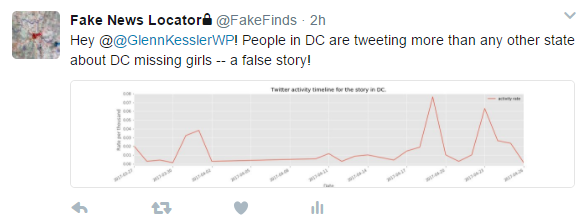 Fake News Locator @FakeFinds · 2h
Hey @@GlennKesslerWP! People in DC are tweeting more than any other state
about DC missing girls -- a false story!
Twitter activity timeline for the story in DC.
activity rate
Rate per thousand
0.08
0.07
0.06
0.05
0.04
0.03
0.02
0.01
0.00
Date